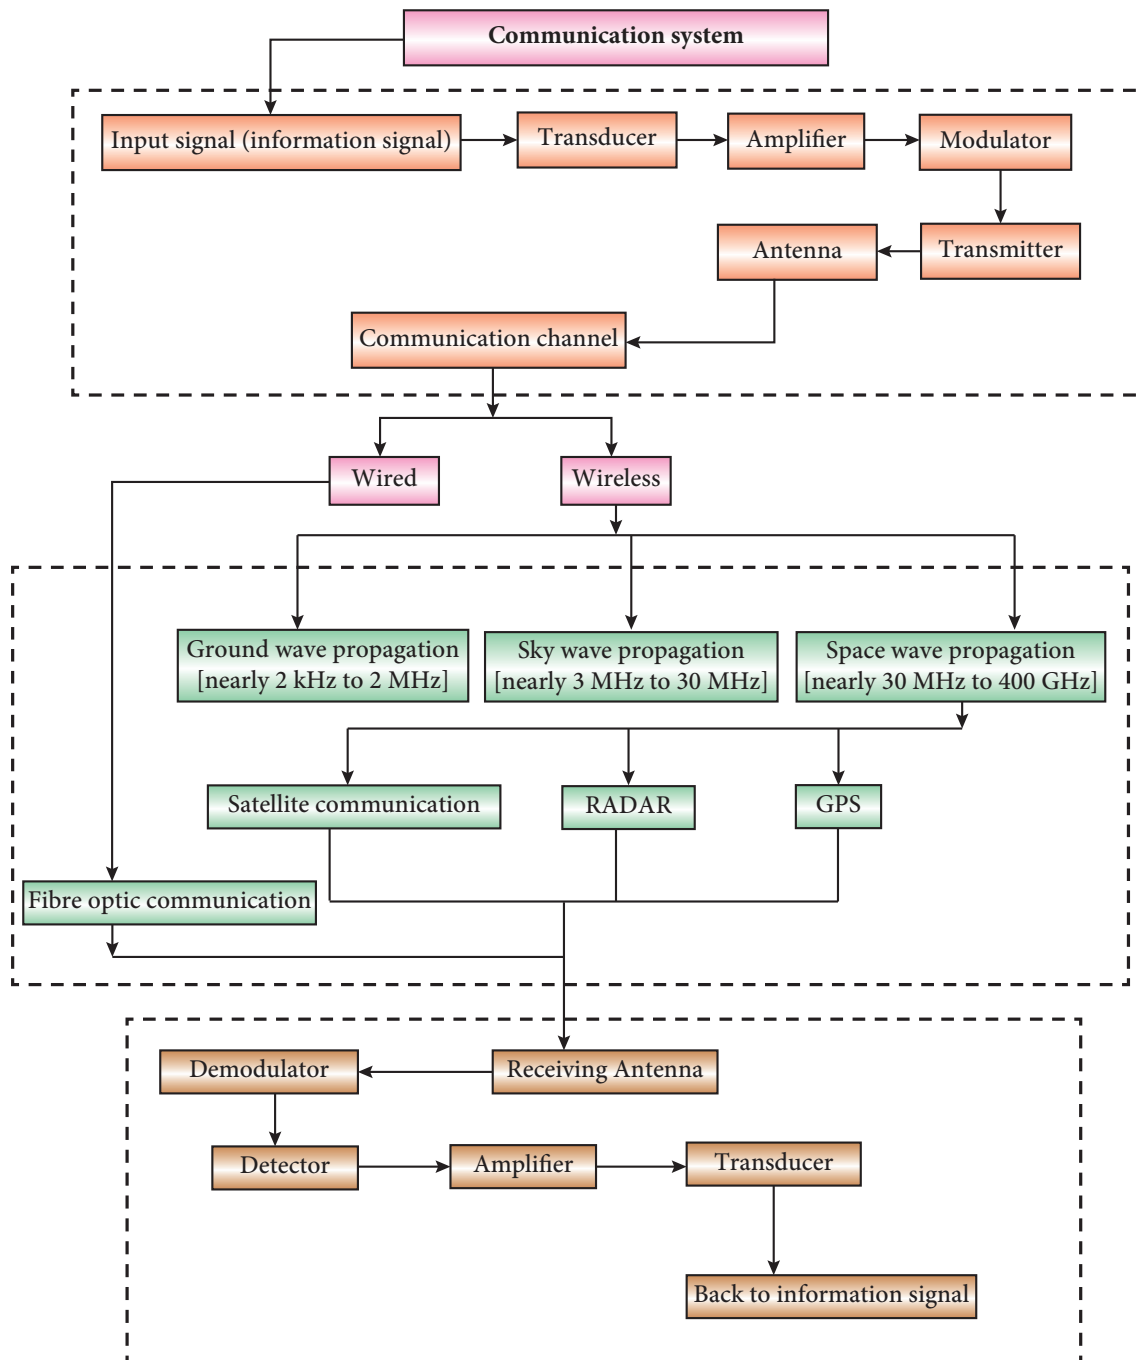 Communication system
Input signal (information signal)
Transducer
Amplifier
Modulator
Antenna
Transmitter
Communication channel
Wired
Wireless
Ground wave propagation
[nearly 2 kHz to 2 MHz]
Sky wave propagation
[nearly 3 MHz to 30 MHz]
Space wave propagation
[nearly 30 MHz to 400 GHz]
Satellite communication
RADAR
GPS
Fibre optic communication
Demodulator
Receiving Antenna
Detector
Amplifier
Transducer
Back to information signal